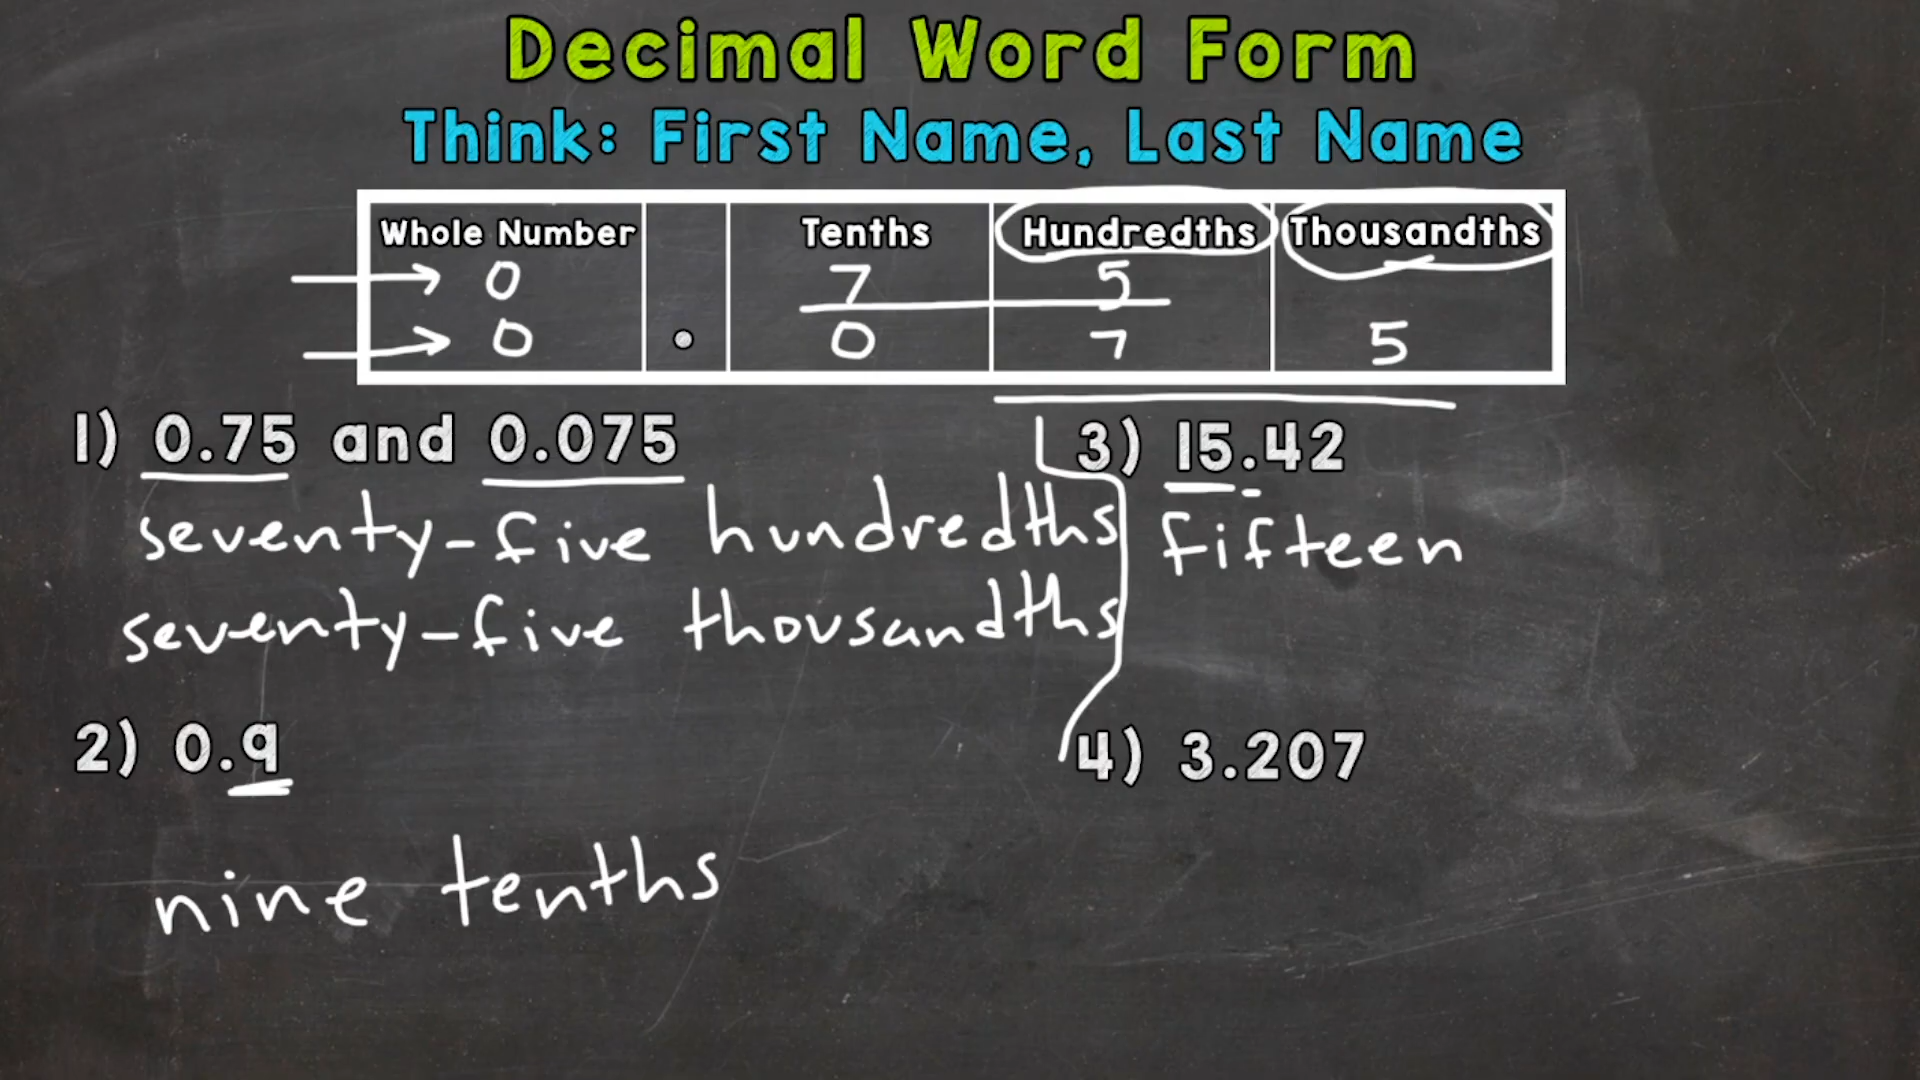 Decimal Word Form
Think: First Name, Last Name
Whole Number Tenths Hundredths Thousandths
0 7 5
0 . 0 7 5
1) 0.75 and 0.075
seventy-five hundredths
seventy-five thousandths
2) 0.9
nine tenths
3) 15.42
fifteen
4) 3.207